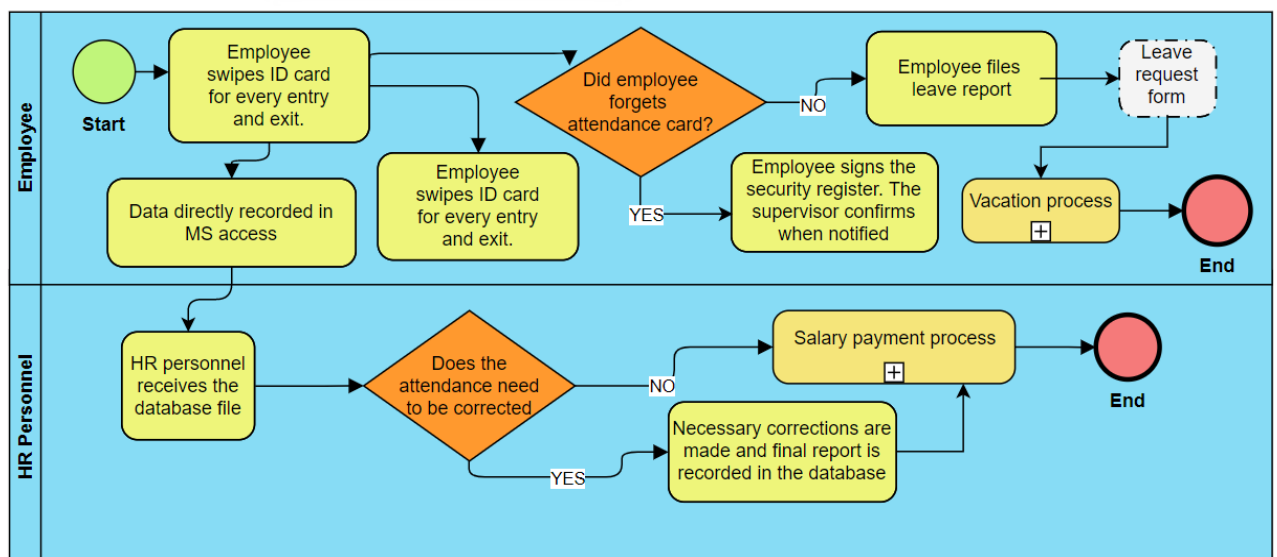 Employee
Start
Employee
swipes ID card
for every entry
and exit.
Did employee
forgets
attendance card?
NO
Employee files
leave report
Leave
request
form
Data directly recorded in
MS access
Employee
swipes ID card
for every entry
and exit.
YES
Employee signs the
security register. The
supervisor confirms
when notified
Vacation process
End
HR Personnel
HR personnel
receives the
database file
Does the
attendance need
to be corrected
NO
Salary payment process
End
YES
Necessary corrections are
made and final report is
recorded in the database